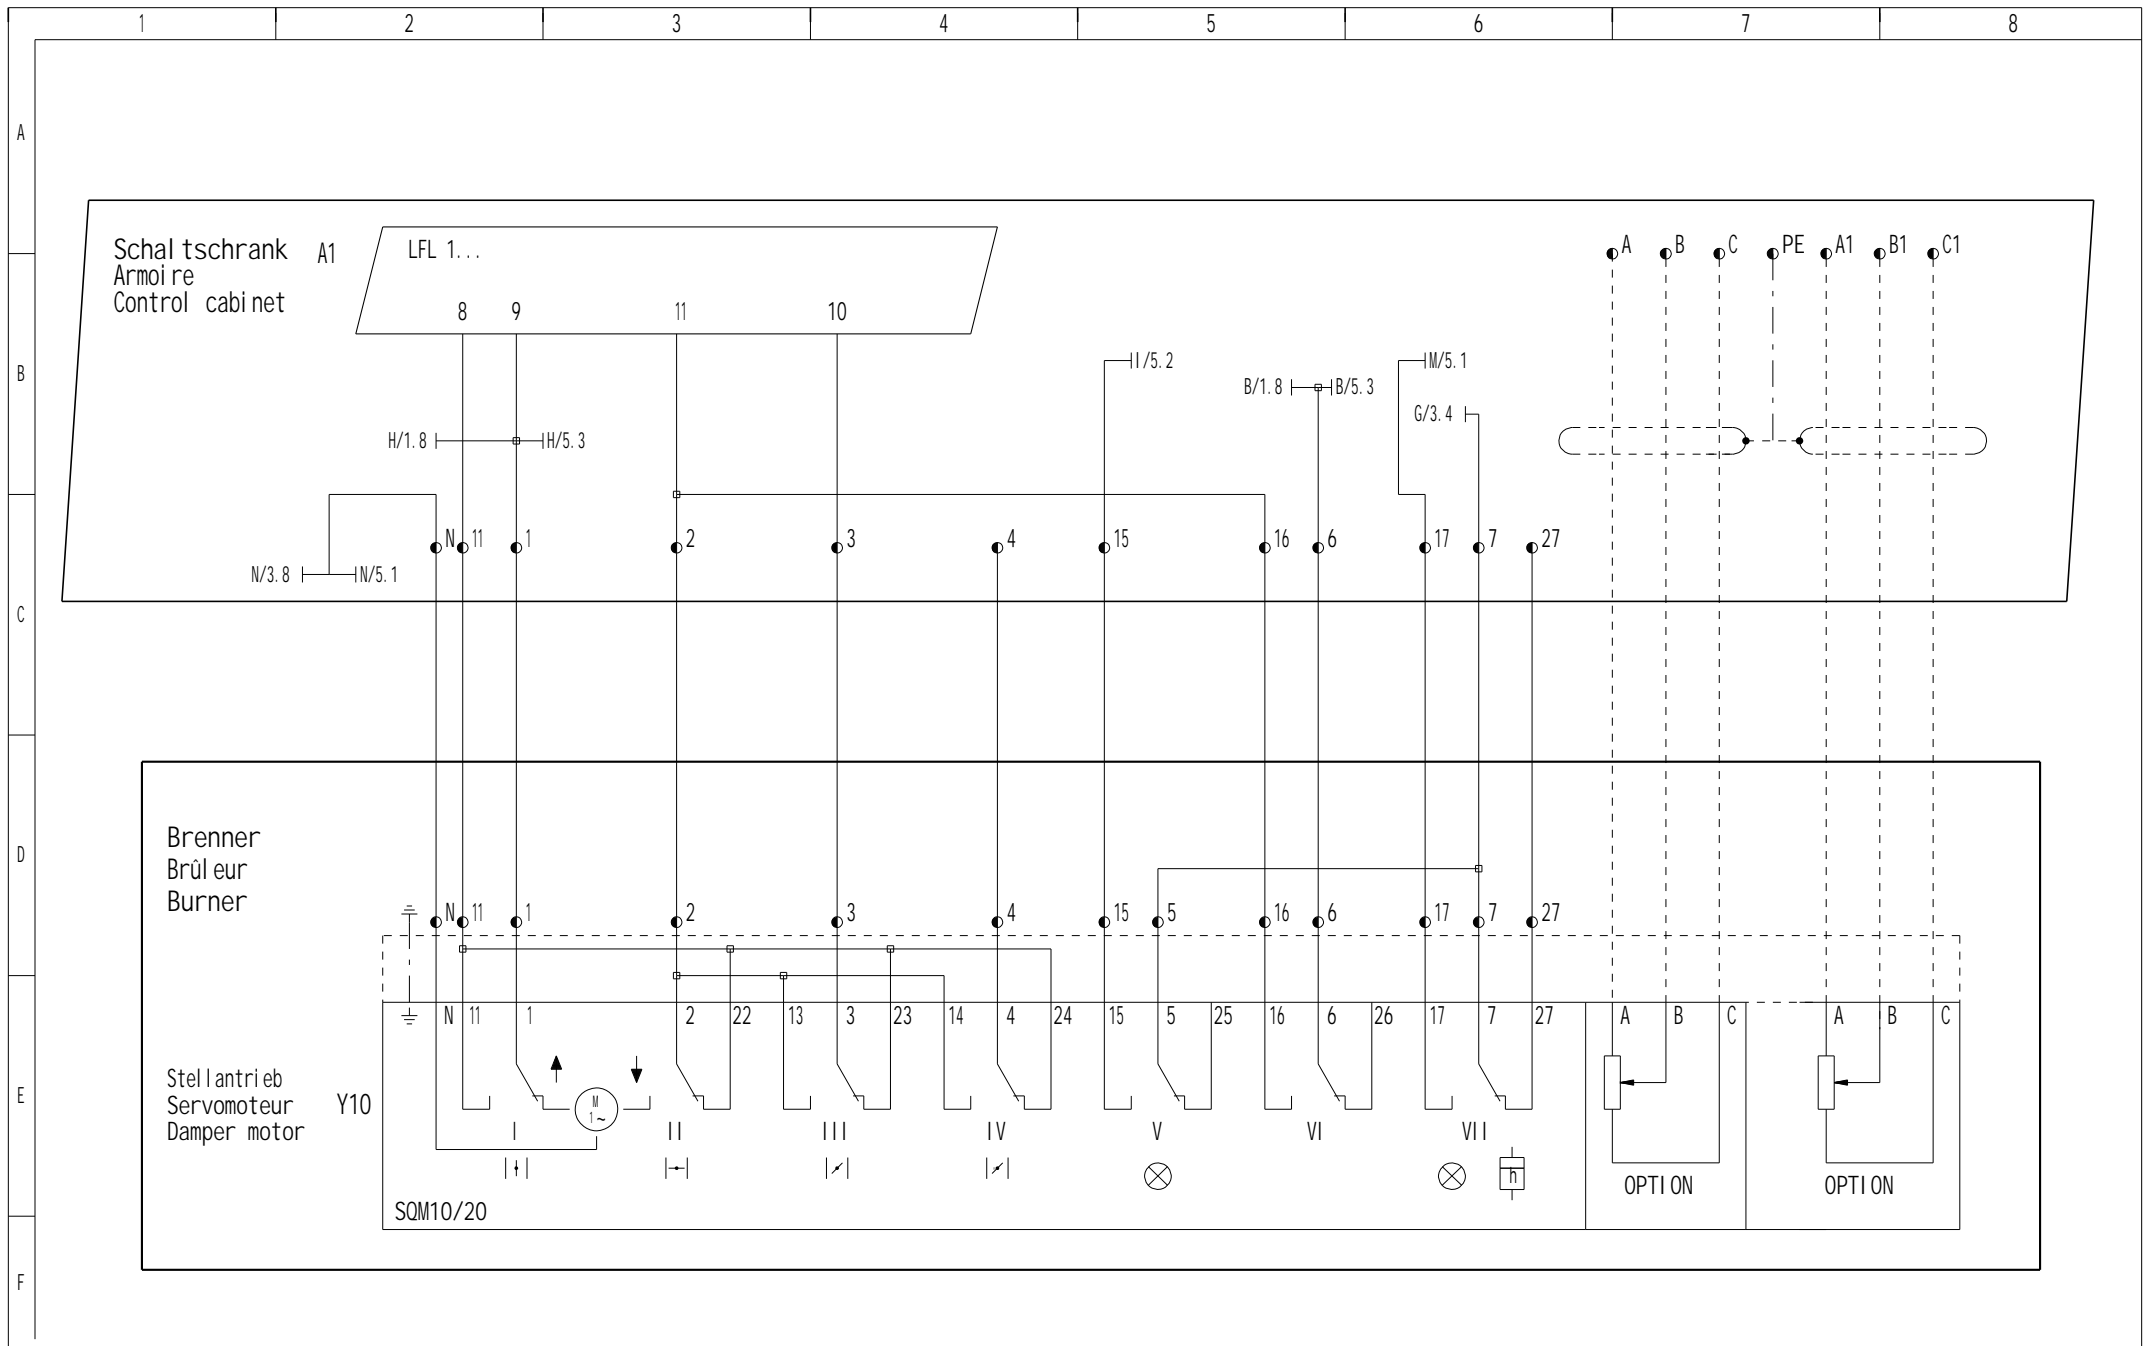 1 2 3 4 5 6 7 8
A
Schaltschrank A1 LFL 1...
Armoire
Control cabinet
A B C PE A1 B1 C1
8 9 11 10
B
I/5.2 M/5.1
B/1.8 B/5.3
G/3.4
H/1.8 H/5.3
N 11 1 2 3 4 15 16 6 17 7 27
N/3.8 N/5.1
C
Brenner
D
Brûleur
Burner
N 11 1 2 3 4 15 5 16 6 17 7 27
N 11 1 2 22 13 3 23 14 4 24 15 5 25 16 6 26 17 7 27 A B C A B C
Stellantrieb
E
Servomoteur Y10
Damper motor
M
1~
I II III IV V VI VII
h
OPTION OPTION
SQM10/20
F